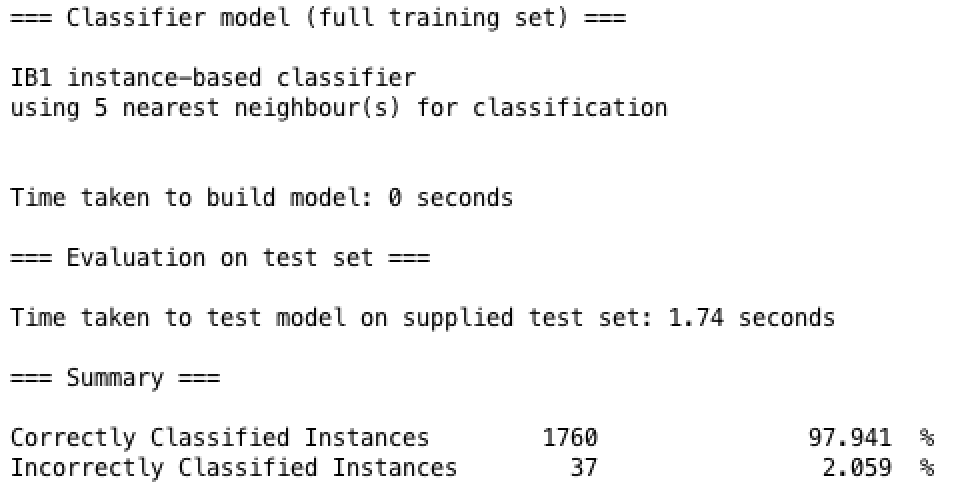 === Classifier model (full training set) ===
IB1 instance-based classifier
using 5 nearest neighbour(s) for classification
Time taken to build model: 0 seconds
=== Evaluation on test set ===
Time taken to test model on supplied test set: 1.74 seconds
=== Summary ===
Correctly Classified Instances 1760 97.941 %
Incorrectly Classified Instances 37 2.059 %